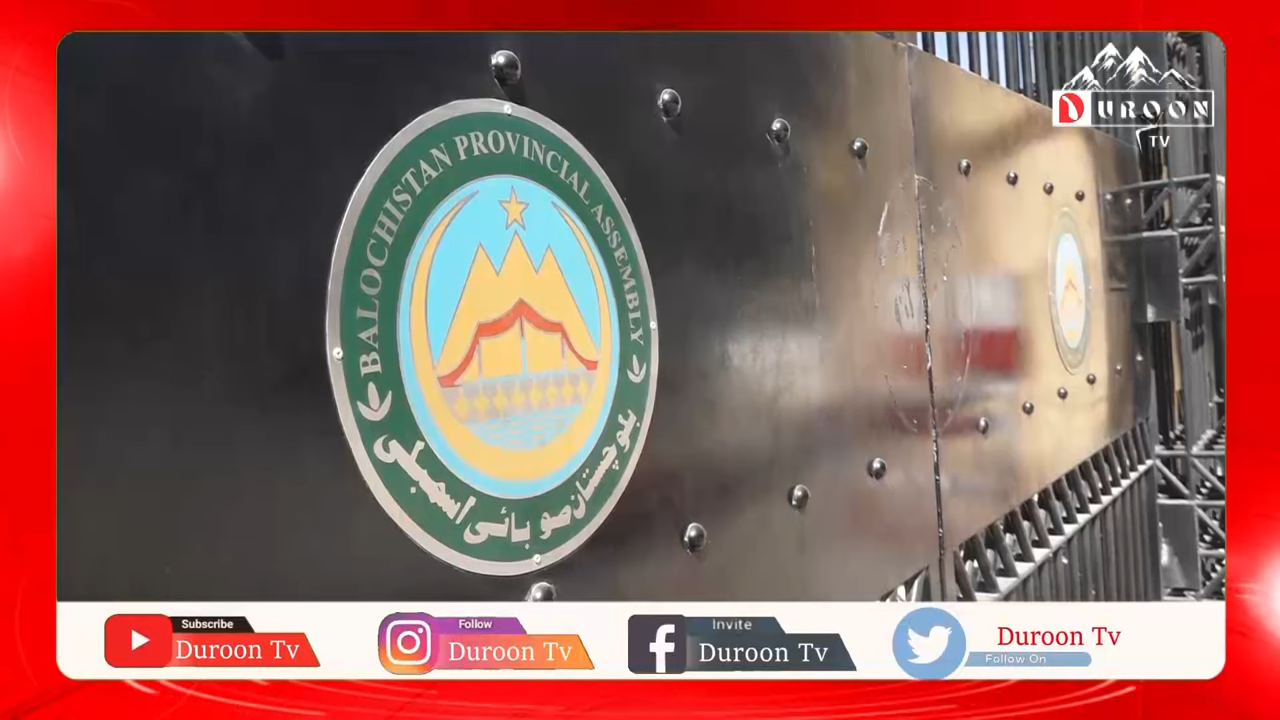 DUROON
TV
BALOCHISTAN PROVINCIAL ASSEMBLY
بلوچستان صوبائی اسمبلی
Subscribe
Duroon Tv
Follow
Duroon Tv
Invite
Duroon Tv
Duroon Tv
Follow On